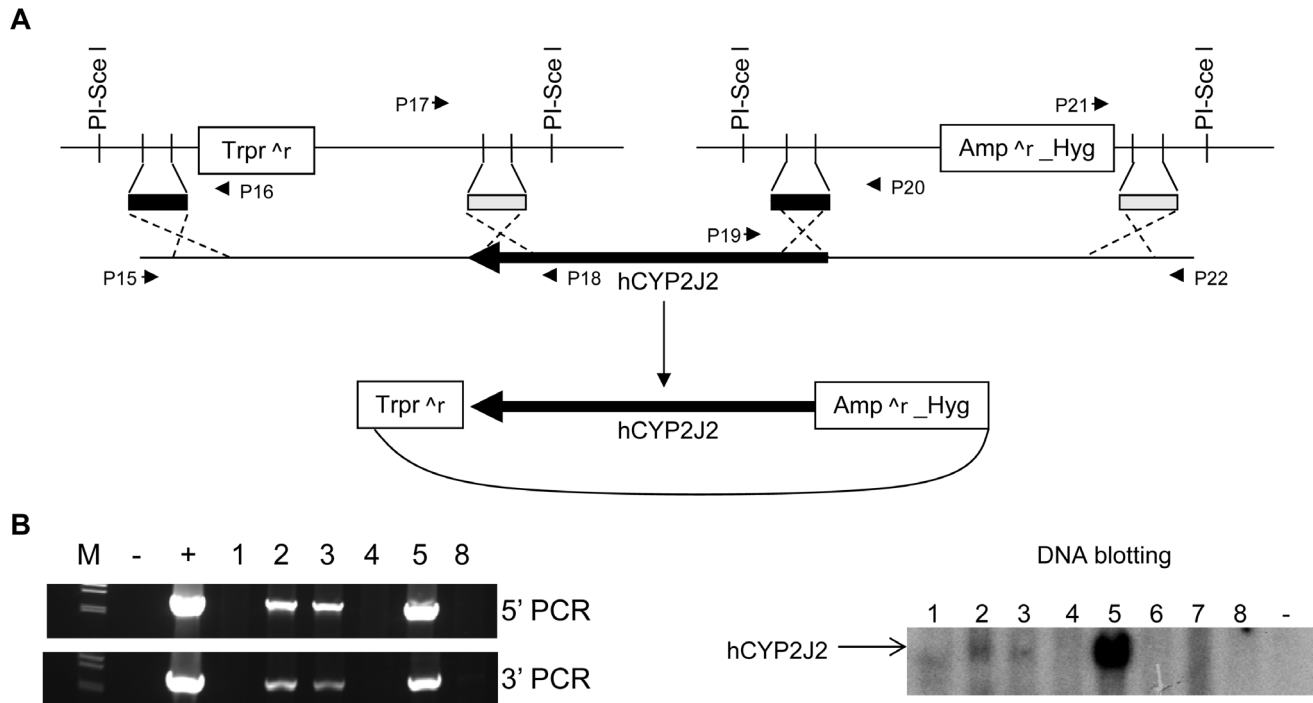 A
PI-Sce I
PI-Sce I
PI-Sce I
PI-Sce I
P17
P21
Trpr ^r
Amp ^r _Hyg
P16
P20
P19
P15
P18
P22
hCYP2J2
Trpr ^r
Amp ^r _Hyg
hCYP2J2
B
M - + 1 2 3 4 5 8
5' PCR
3' PCR
DNA blotting
1 2 3 4 5 6 7 8 -
hCYP2J2